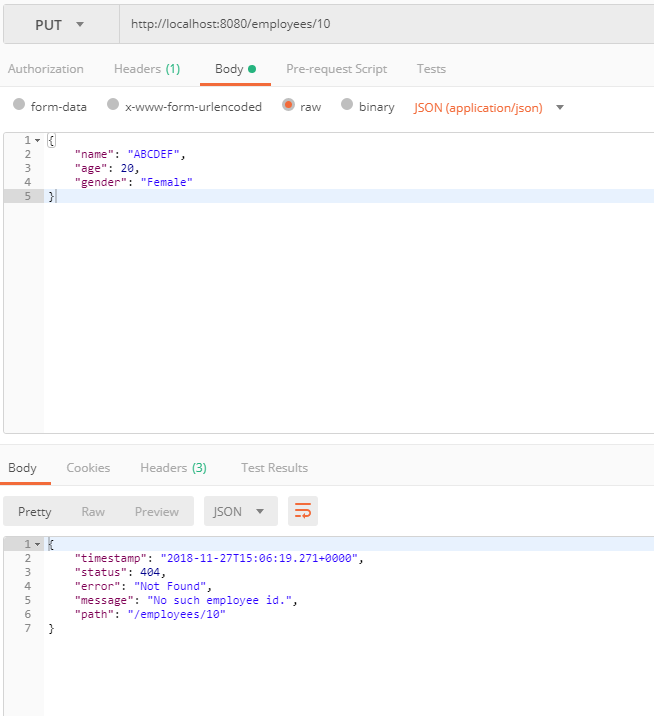 PUT http://localhost:8080/employees/10
Authorization Headers (1) Body Pre-request Script Tests
form-data x-www-form-urlencoded raw binary JSON (application/json)
1 {
2 "name": "ABCDEF",
3 "age": 20,
4 "gender": "Female"
5 }
Body Cookies Headers (3) Test Results
Pretty Raw Preview JSON
1 {
2 "timestamp": "2018-11-27T15:06:19.271+0000",
3 "status": 404,
4 "error": "Not Found",
5 "message": "No such employee id.",
6 "path": "/employees/10"
7 }